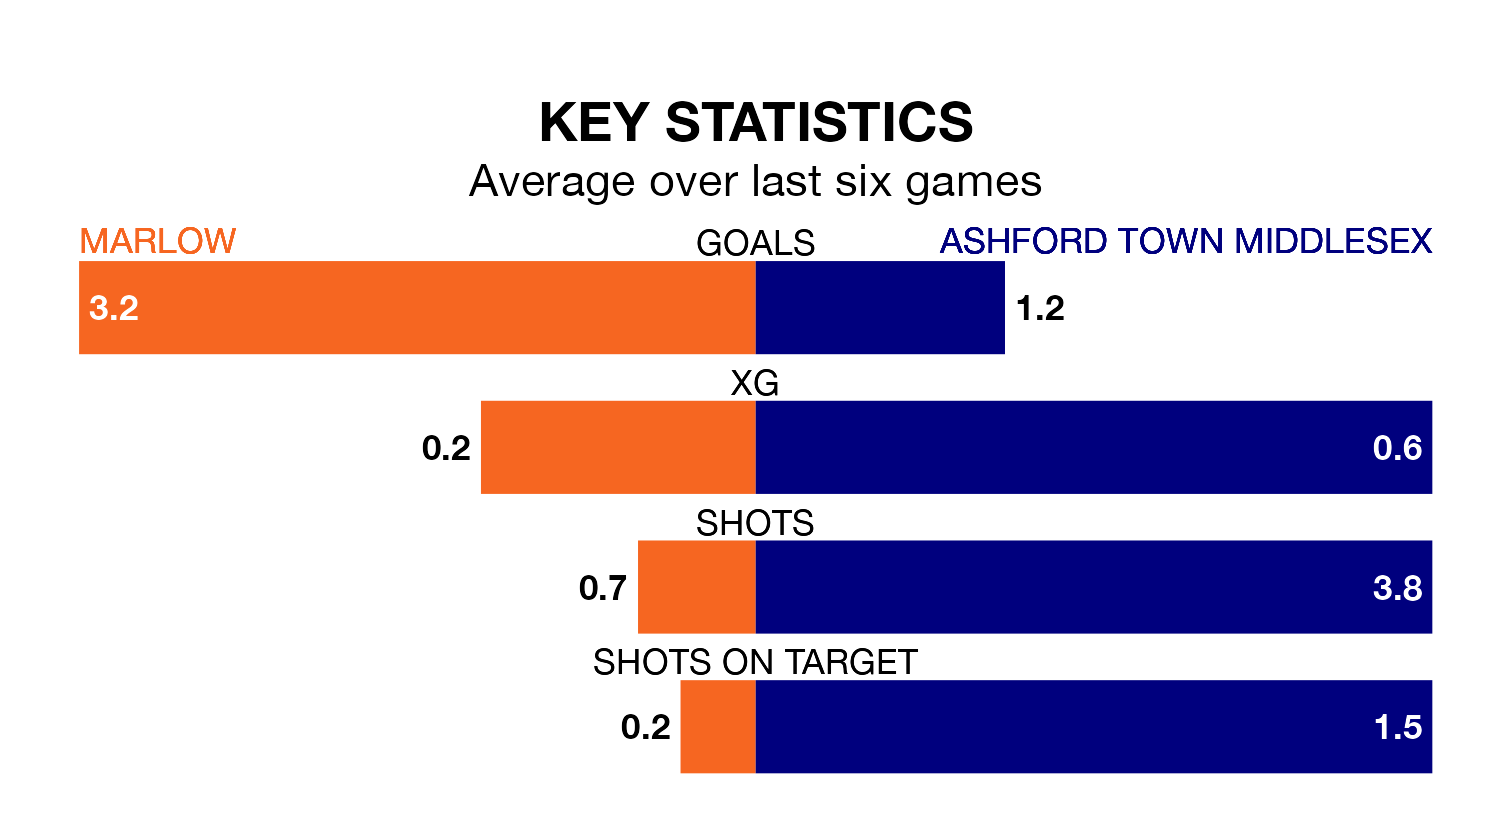 KEY STATISTICS
Average over last six games
MARLOW GOALS ASHFORD TOWN MIDDLESEX
3.2 1.2
XG
0.2 0.6
SHOTS
0.7 3.8
SHOTS ON TARGET
0.2 1.5